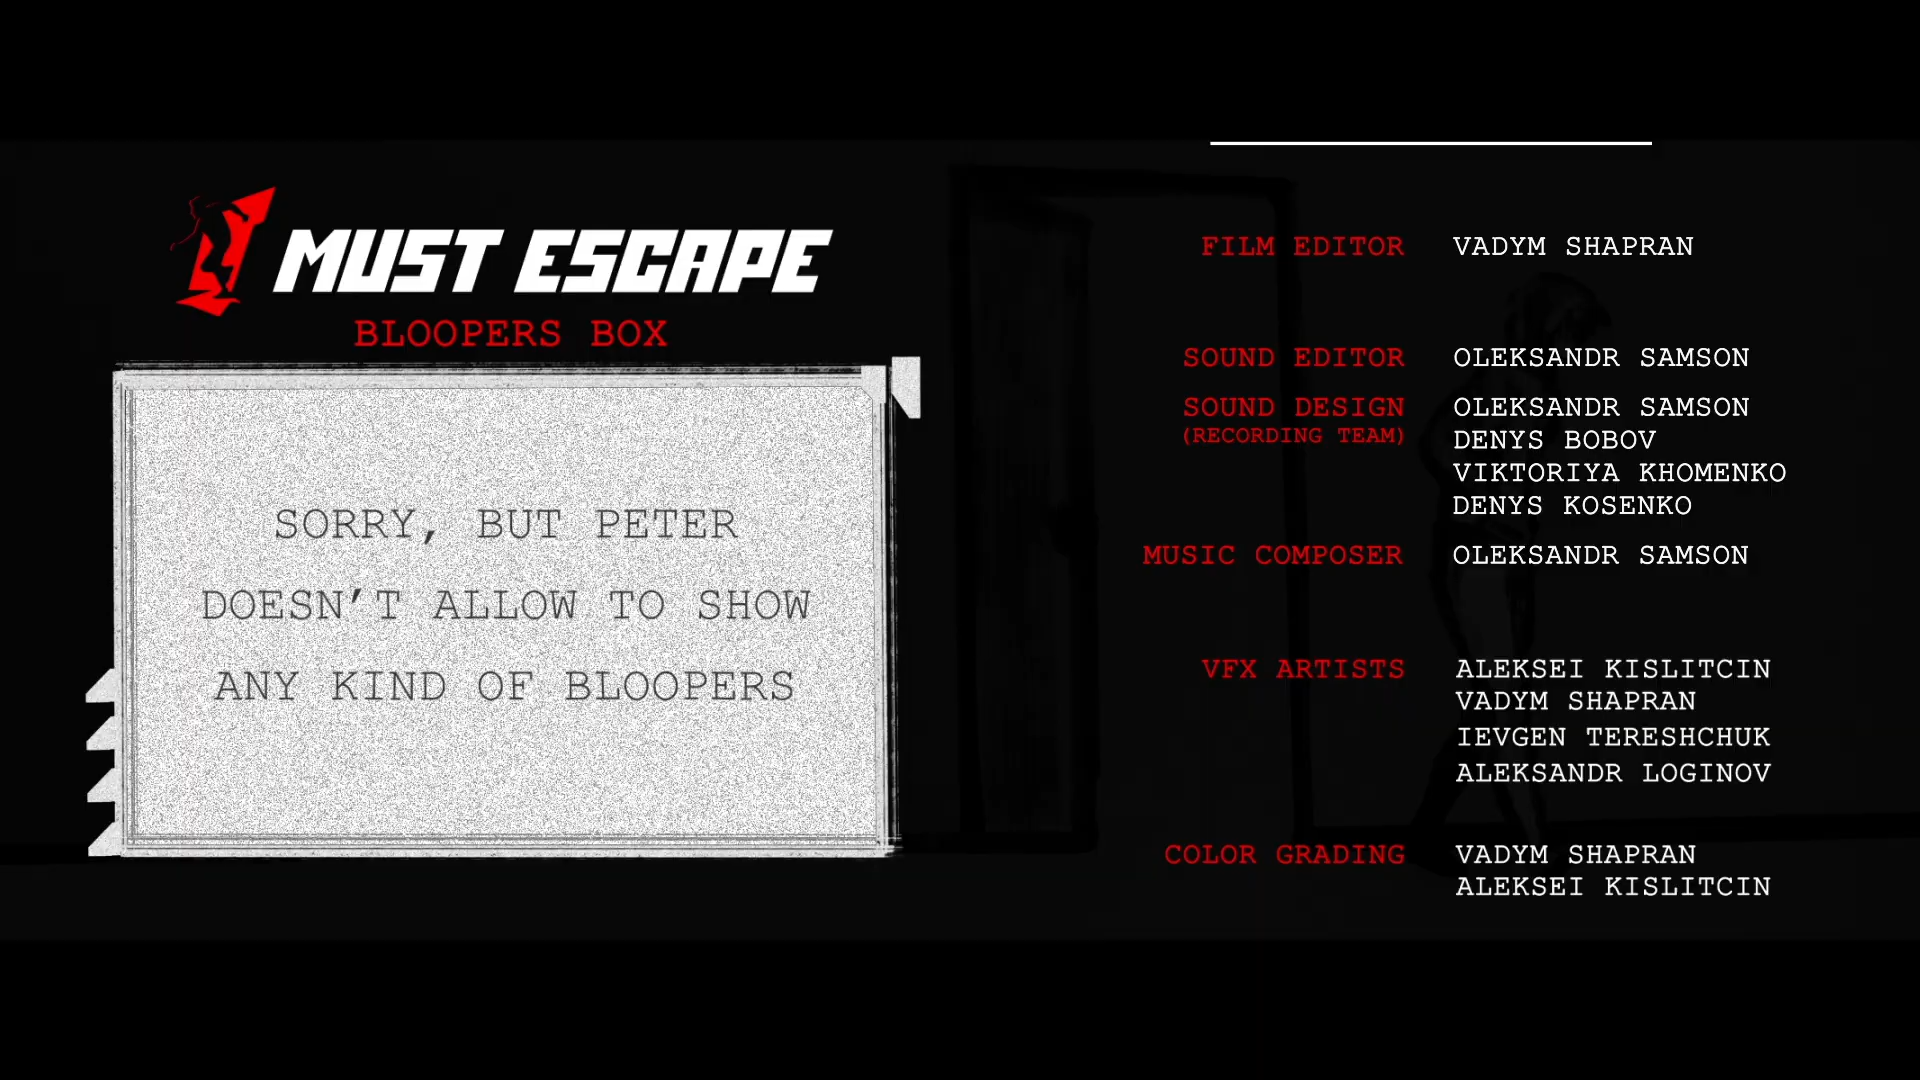 MUST ESCAPE
BLOOPERS BOX
SORRY, BUT PETER
DOESN'T ALLOW TO SHOW
ANY KIND OF BLOOPERS
FILM EDITOR VADYM SHAPRAN
SOUND EDITOR OLEKSANDR SAMSON
SOUND DESIGN OLEKSANDR SAMSON
(RECORDING TEAM) DENYS BOBOV
VIKTORIYA KHOMENKO
DENYS KOSENKO
MUSIC COMPOSER OLEKSANDR SAMSON
VFX ARTISTS ALEKSEI KISLITCIN
VADYM SHAPRAN
IEVGEN TERESHCHUK
ALEKSANDR LOGINOV
COLOR GRADING VADYM SHAPRAN
ALEKSEI KISLITCIN